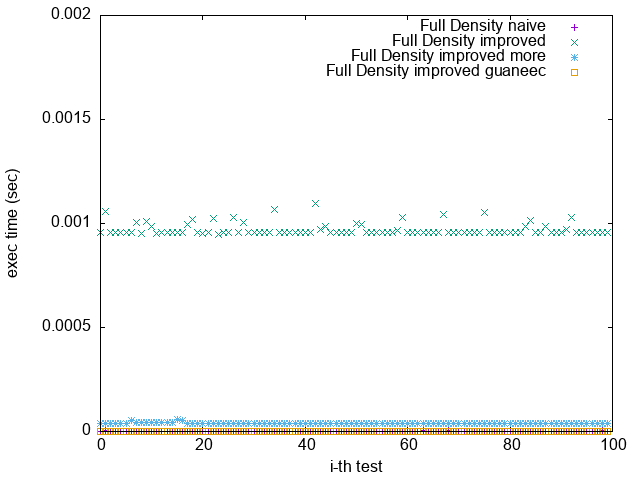 0.002
Full Density naive
Full Density improved
Full Density improved more
Full Density improved guaneec
0.0015
exec time (sec)
0.001
0.0005
0
0 20 40 60 80 100
i-th test